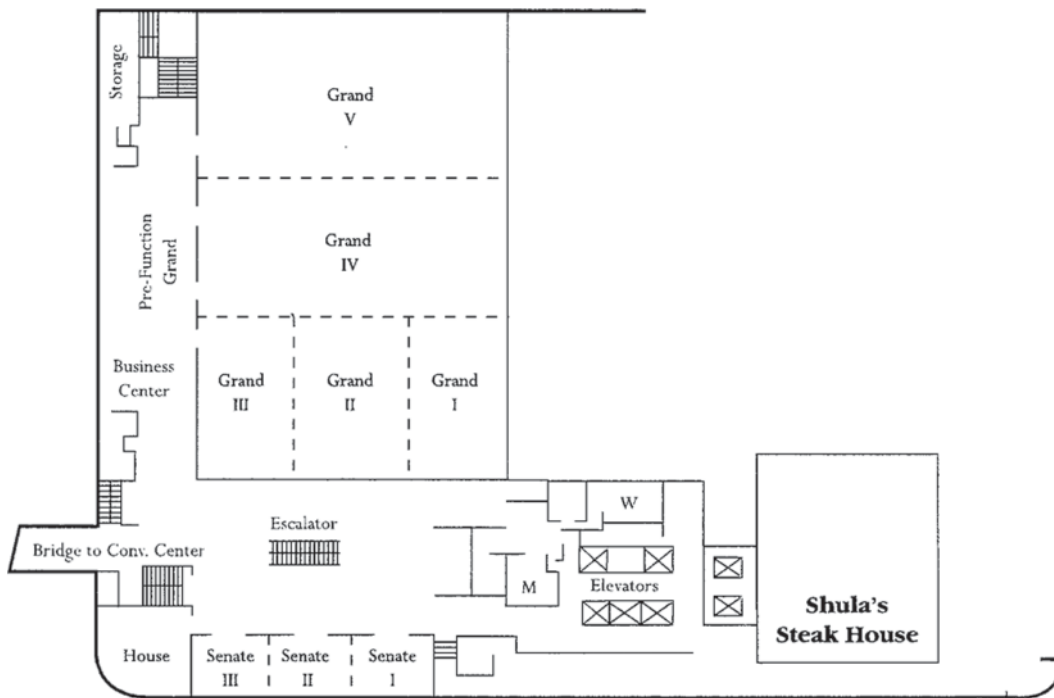 Storage
Grand
V
Pre-Function
Grand
Grand
IV
Business
Center
Grand
III
Grand
II
Grand
I
W
Escalator
Bridge to Conv. Center
M
Elevators
Shula's
Steak House
House
Senate
III
Senate
II
Senate
I